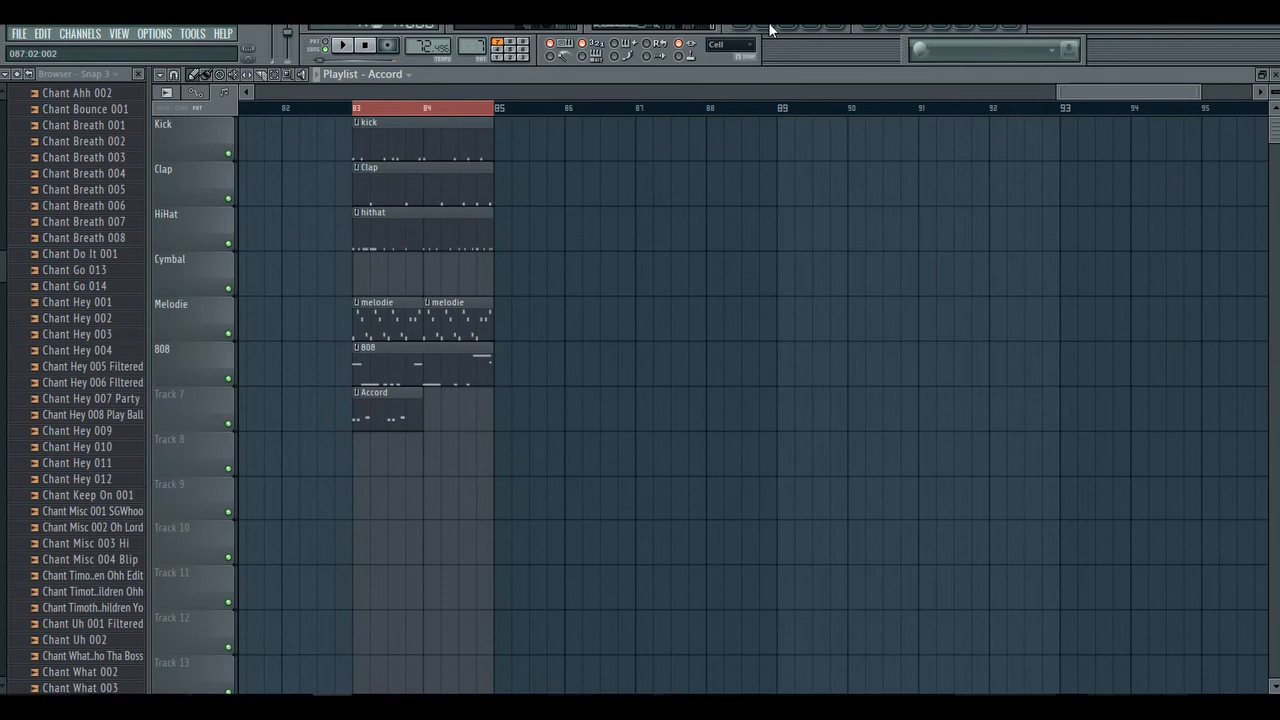 FILE EDIT CHANNELS VIEW OPTIONS TOOLS HELP
087:02:002
PAT
SONG
72.496
TEMPO
PAT
Cell
Browser - Snap 3
Playlist - Accord
82 83 84 85 86 87 88 89 90 91 92 93 94 95
Chant Ahh 002
Chant Bounce 001
Chant Breath 001
Chant Breath 002
Chant Breath 003
Chant Breath 004
Chant Breath 005
Chant Breath 006
Chant Breath 007
Chant Breath 008
Chant Do It 001
Chant Go 013
Chant Go 014
Chant Hey 001
Chant Hey 002
Chant Hey 003
Chant Hey 004
Chant Hey 005 Filtered
Chant Hey 006 FIltered
Chant Hey 007 Party
Chant Hey 008 Play Ball
Chant Hey 009
Chant Hey 010
Chant Hey 011
Chant Hey 012
Chant Keep On 001
Chant Misc 001 SGWhoo
Chant Misc 002 Oh Lord
Chant Misc 003 Hi
Chant Misc 004 Blip
Chant Timo..en Ohh Edit
Chant Timot..ildren Ohh
Chant Timoth..hildren Yo
Chant Uh 001 Filtered
Chant Uh 002
Chant What..ho Tha Boss
Chant What 002
Chant What 003
Kick
kick
Clap
Clap
HiHat
hithat
Cymbal
Melodie
melodie melodie
808
808
Track 7
Accord
Track 8
Track 9
Track 10
Track 11
Track 12
Track 13